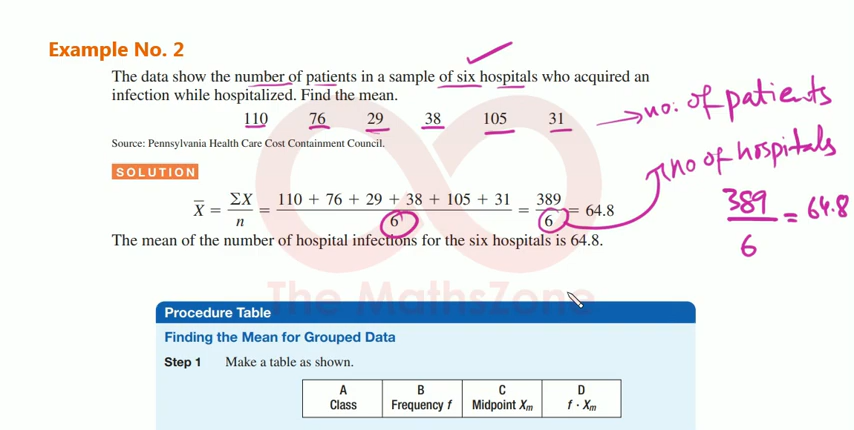 Example No. 2
The data show the number of patients in a sample of six hospitals who acquired an
infection while hospitalized. Find the mean.
110 76 29 38 105 31
→ no: of patients
Source: Pennsylvania Health Care Cost Containment Council.
no of hospitals
SOLUTION
X̄ = ΣX/n = (110 + 76 + 29 + 38 + 105 + 31)/6 = 389/6 = 64.8
389/6 = 64.8
The mean of the number of hospital infections for the six hospitals is 64.8.
The MathsZone
Procedure Table
Finding the Mean for Grouped Data
Step 1 Make a table as shown.
A B C D
Class Frequency f Midpoint Xm f · Xm